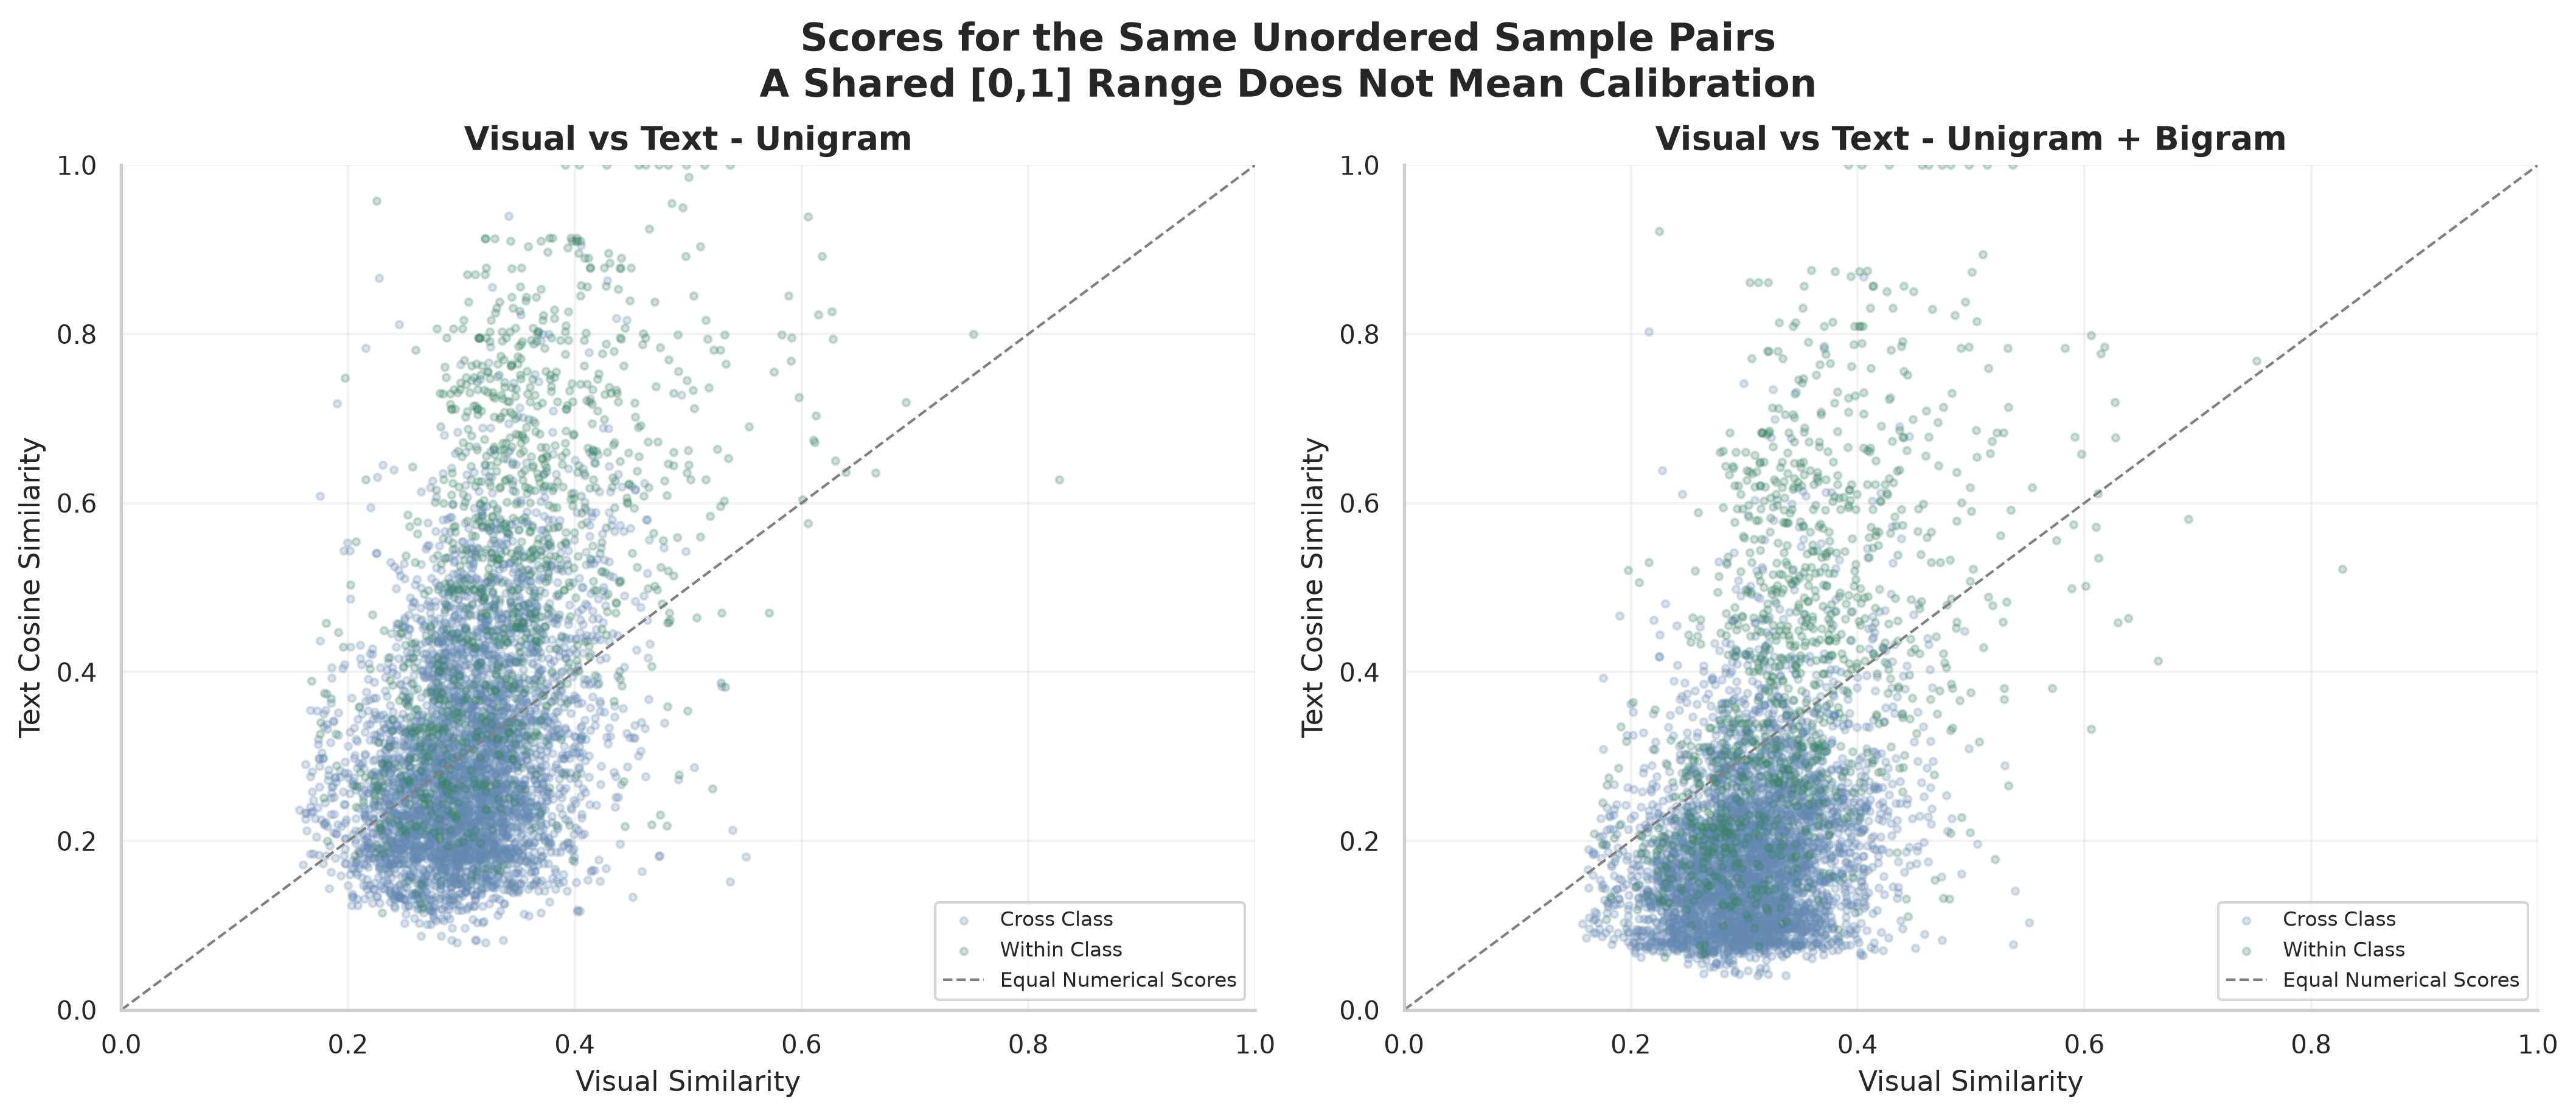 Scores for the Same Unordered Sample Pairs
A Shared [0,1] Range Does Not Mean Calibration
Visual vs Text - Unigram
1.0
0.8
0.6
0.4
0.2
0.0
Text Cosine Similarity
0.0 0.2 0.4 0.6 0.8 1.0
Visual Similarity
Cross Class
Within Class
Equal Numerical Scores
Visual vs Text - Unigram + Bigram
1.0
0.8
0.6
0.4
0.2
0.0
Text Cosine Similarity
0.0 0.2 0.4 0.6 0.8 1.0
Visual Similarity
Cross Class
Within Class
Equal Numerical Scores